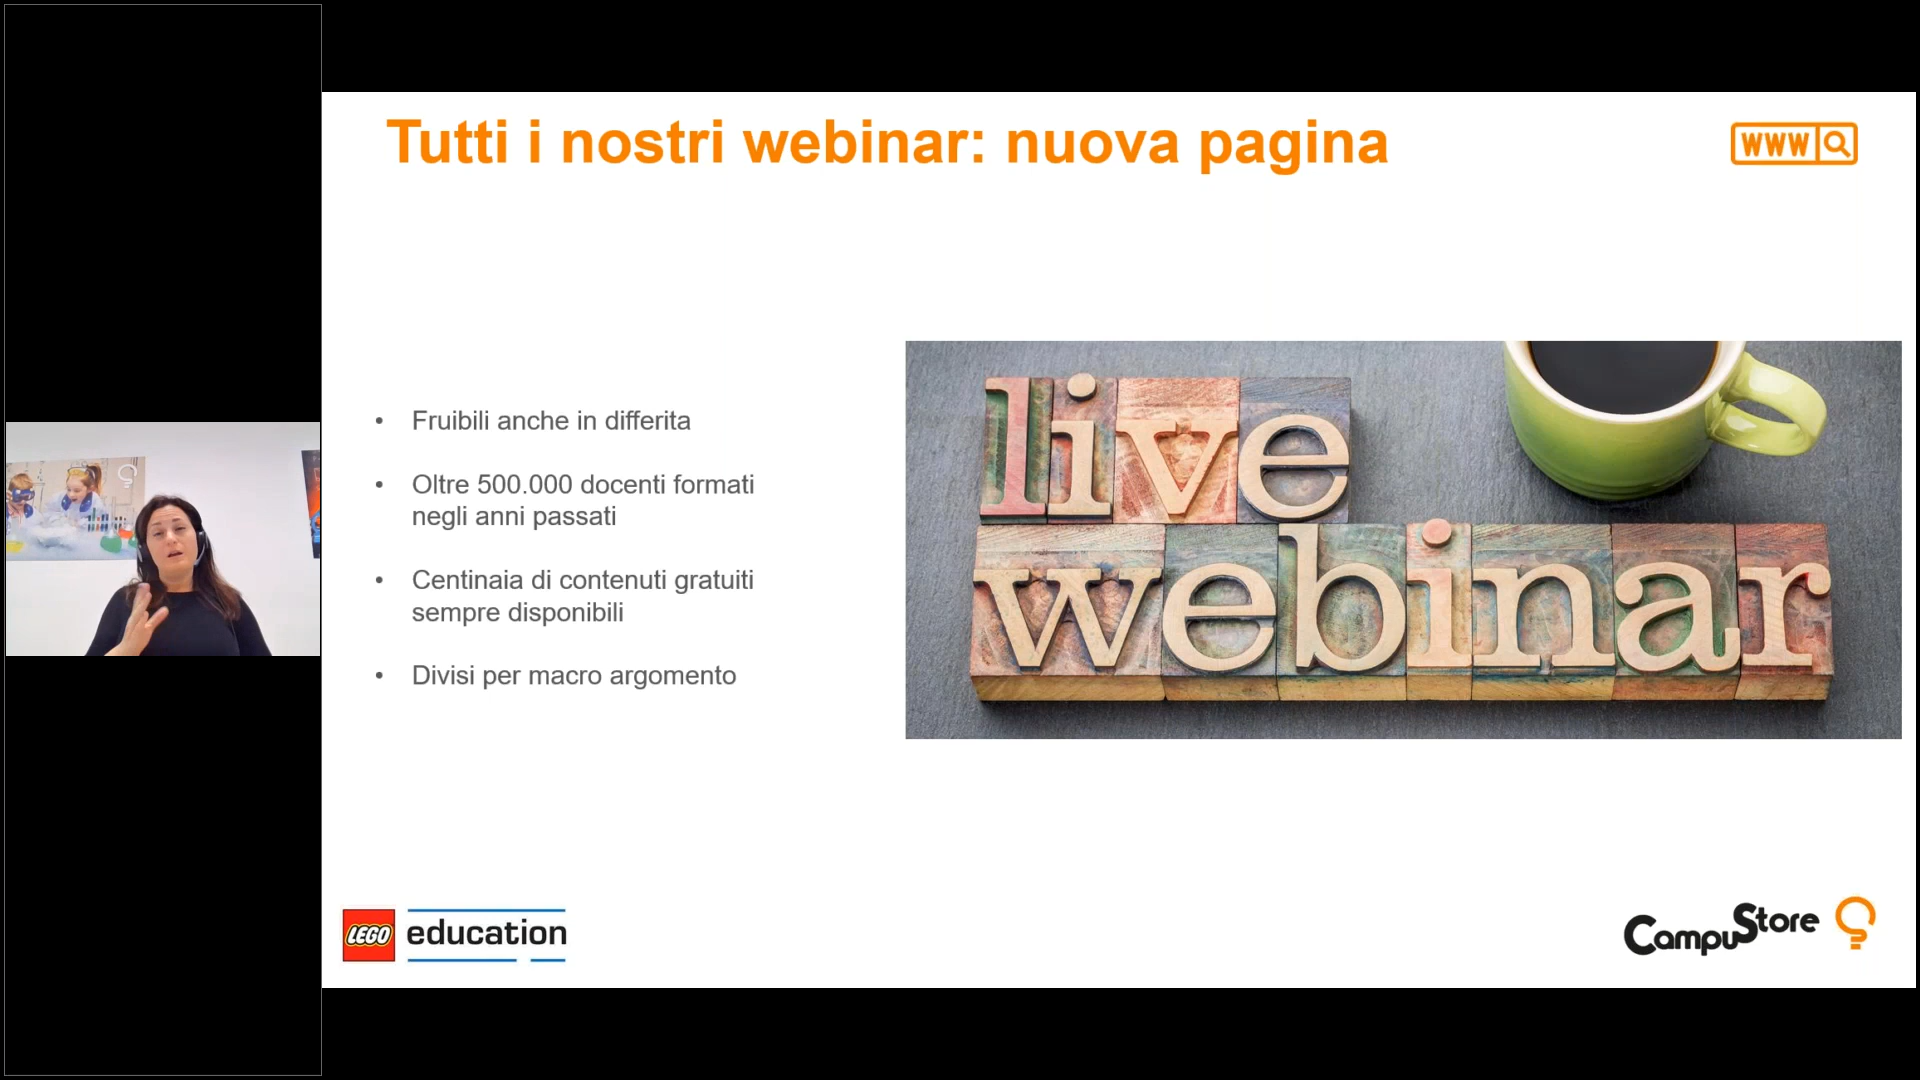 Tutti i nostri webinar: nuova pagina
WWW
• Fruibili anche in differita
• Oltre 500.000 docenti formati
negli anni passati
• Centinaia di contenuti gratuiti
sempre disponibili
• Divisi per macro argomento
live
webinar
LEGO education
CampuStore